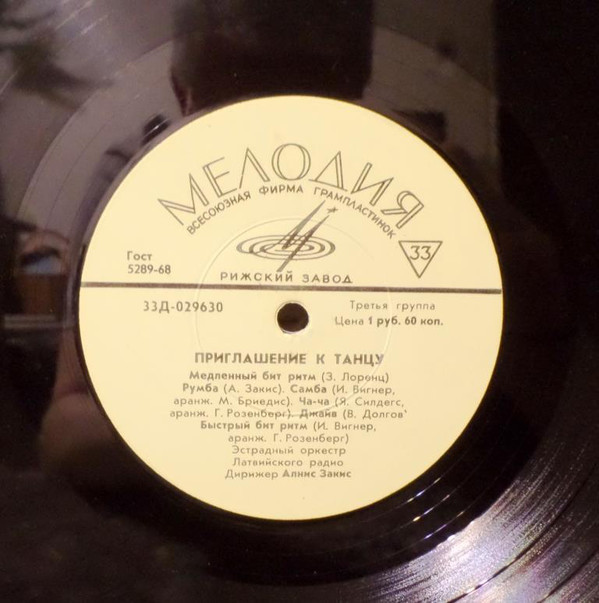 МЕЛОДИЯ
ВСЕСОЮЗНАЯ ФИРМА ГРАМПЛАСТИНОК
33
Гост
5289-68
РИЖСКИЙ ЗАВОД
33Д-029630
Третья группа
Цена 1 руб. 60 коп.
ПРИГЛАШЕНИЕ К ТАНЦУ
Медленный бит ритм (З. Лоренц)
Румба (А. Закис). Самба (И. Вигнер,
аранж. М. Бриедис). Ча-ча (Я. Силдегс,
аранж. Г. Розенберг). Джайв (В. Долгов'
Быстрый бит ритм (И. Вигнер,
аранж. Г. Розенберг)
Эстрадный оркестр
Латвийского радио
Дирижер Алнис Закис